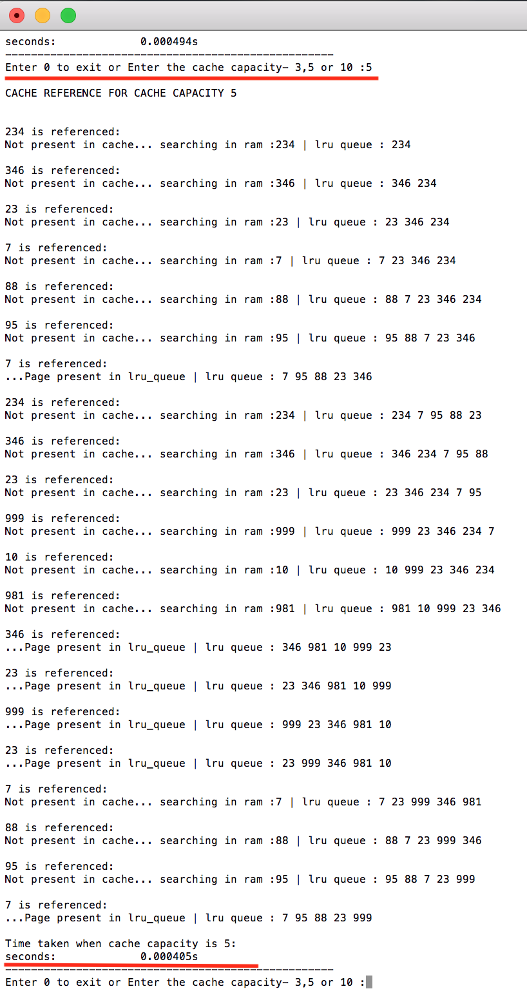 seconds:             0.000494s
---------------------------------------------------
Enter 0 to exit or Enter the cache capacity- 3,5 or 10 :5
CACHE REFERENCE FOR CACHE CAPACITY 5
234 is referenced:
Not present in cache... searching in ram :234 | lru queue : 234
346 is referenced:
Not present in cache... searching in ram :346 | lru queue : 346 234
23 is referenced:
Not present in cache... searching in ram :23 | lru queue : 23 346 234
7 is referenced:
Not present in cache... searching in ram :7 | lru queue : 7 23 346 234
88 is referenced:
Not present in cache... searching in ram :88 | lru queue : 88 7 23 346 234
95 is referenced:
Not present in cache... searching in ram :95 | lru queue : 95 88 7 23 346
7 is referenced:
...Page present in lru_queue | lru queue : 7 95 88 23 346
234 is referenced:
Not present in cache... searching in ram :234 | lru queue : 234 7 95 88 23
346 is referenced:
Not present in cache... searching in ram :346 | lru queue : 346 234 7 95 88
23 is referenced:
Not present in cache... searching in ram :23 | lru queue : 23 346 234 7 95
999 is referenced:
Not present in cache... searching in ram :999 | lru queue : 999 23 346 234 7
10 is referenced:
Not present in cache... searching in ram :10 | lru queue : 10 999 23 346 234
981 is referenced:
Not present in cache... searching in ram :981 | lru queue : 981 10 999 23 346
346 is referenced:
...Page present in lru_queue | lru queue : 346 981 10 999 23
23 is referenced:
...Page present in lru_queue | lru queue : 23 346 981 10 999
999 is referenced:
...Page present in lru_queue | lru queue : 999 23 346 981 10
23 is referenced:
...Page present in lru_queue | lru queue : 23 999 346 981 10
7 is referenced:
Not present in cache... searching in ram :7 | lru queue : 7 23 999 346 981
88 is referenced:
Not present in cache... searching in ram :88 | lru queue : 88 7 23 999 346
95 is referenced:
Not present in cache... searching in ram :95 | lru queue : 95 88 7 23 999
7 is referenced:
...Page present in lru_queue | lru queue : 7 95 88 23 999
Time taken when cache capacity is 5:
seconds:             0.000405s
---------------------------------------------------
Enter 0 to exit or Enter the cache capacity- 3,5 or 10 :